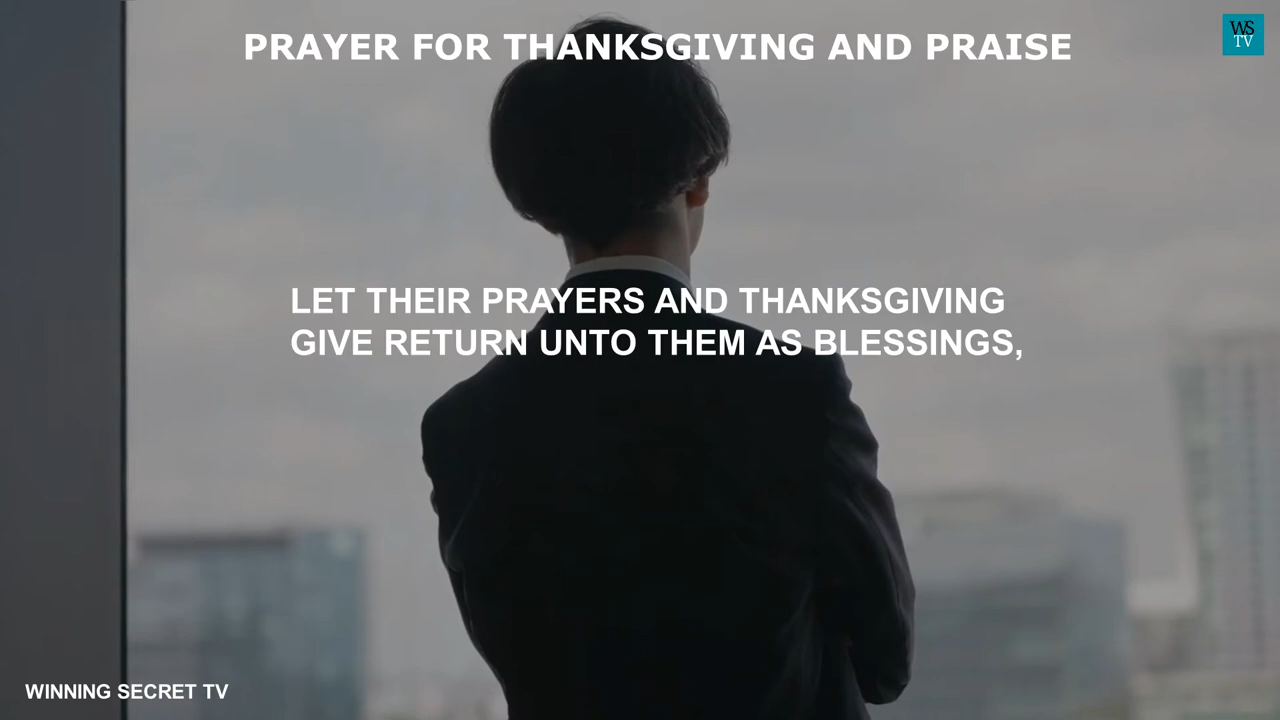 PRAYER FOR THANKSGIVING AND PRAISE
WS
TV
LET THEIR PRAYERS AND THANKSGIVING
GIVE RETURN UNTO THEM AS BLESSINGS,
WINNING SECRET TV